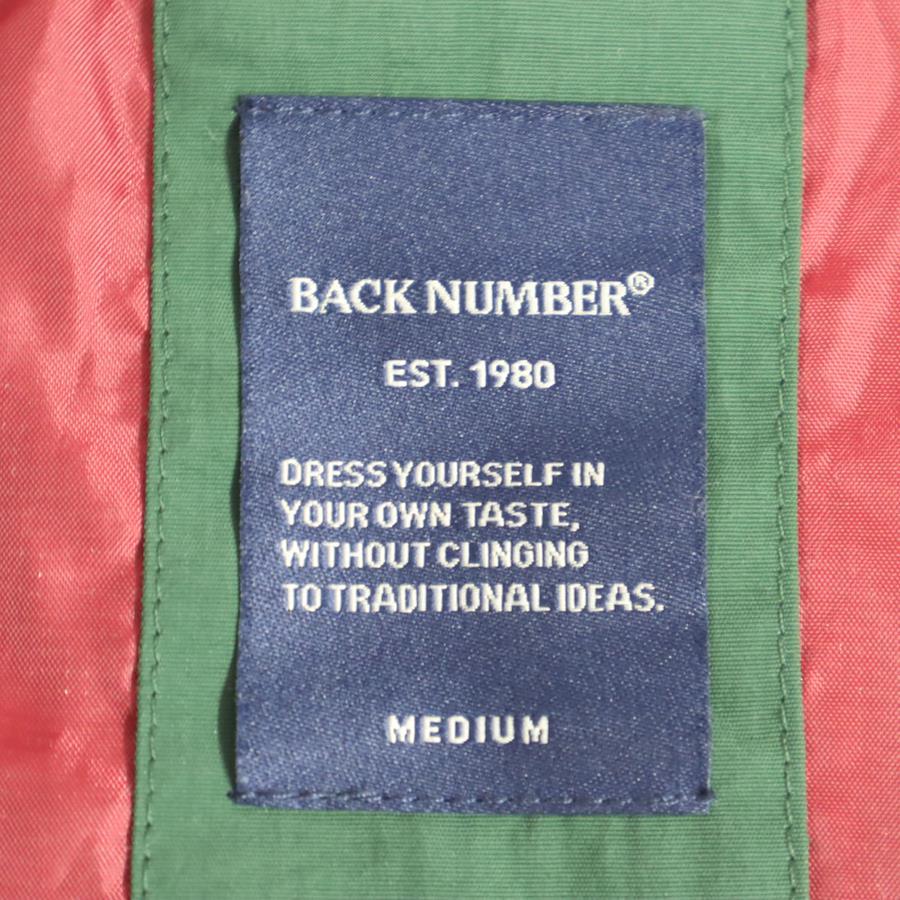 BACK NUMBER®
EST. 1980
DRESS YOURSELF IN
YOUR OWN TASTE,
WITHOUT CLINGING
TO TRADITIONAL IDEAS.
MEDIUM